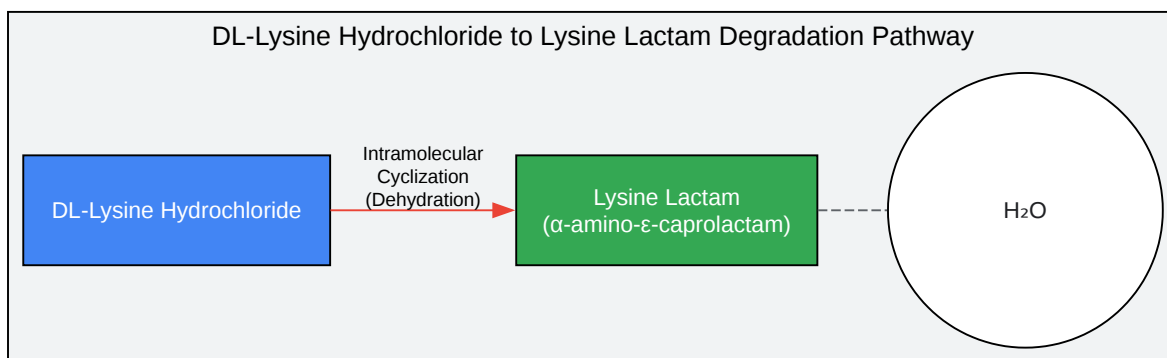 DL-Lysine Hydrochloride to Lysine Lactam Degradation Pathway
DL-Lysine Hydrochloride
Intramolecular
Cyclization
(Dehydration)
Lysine Lactam
(α-amino-ε-caprolactam)
H₂O